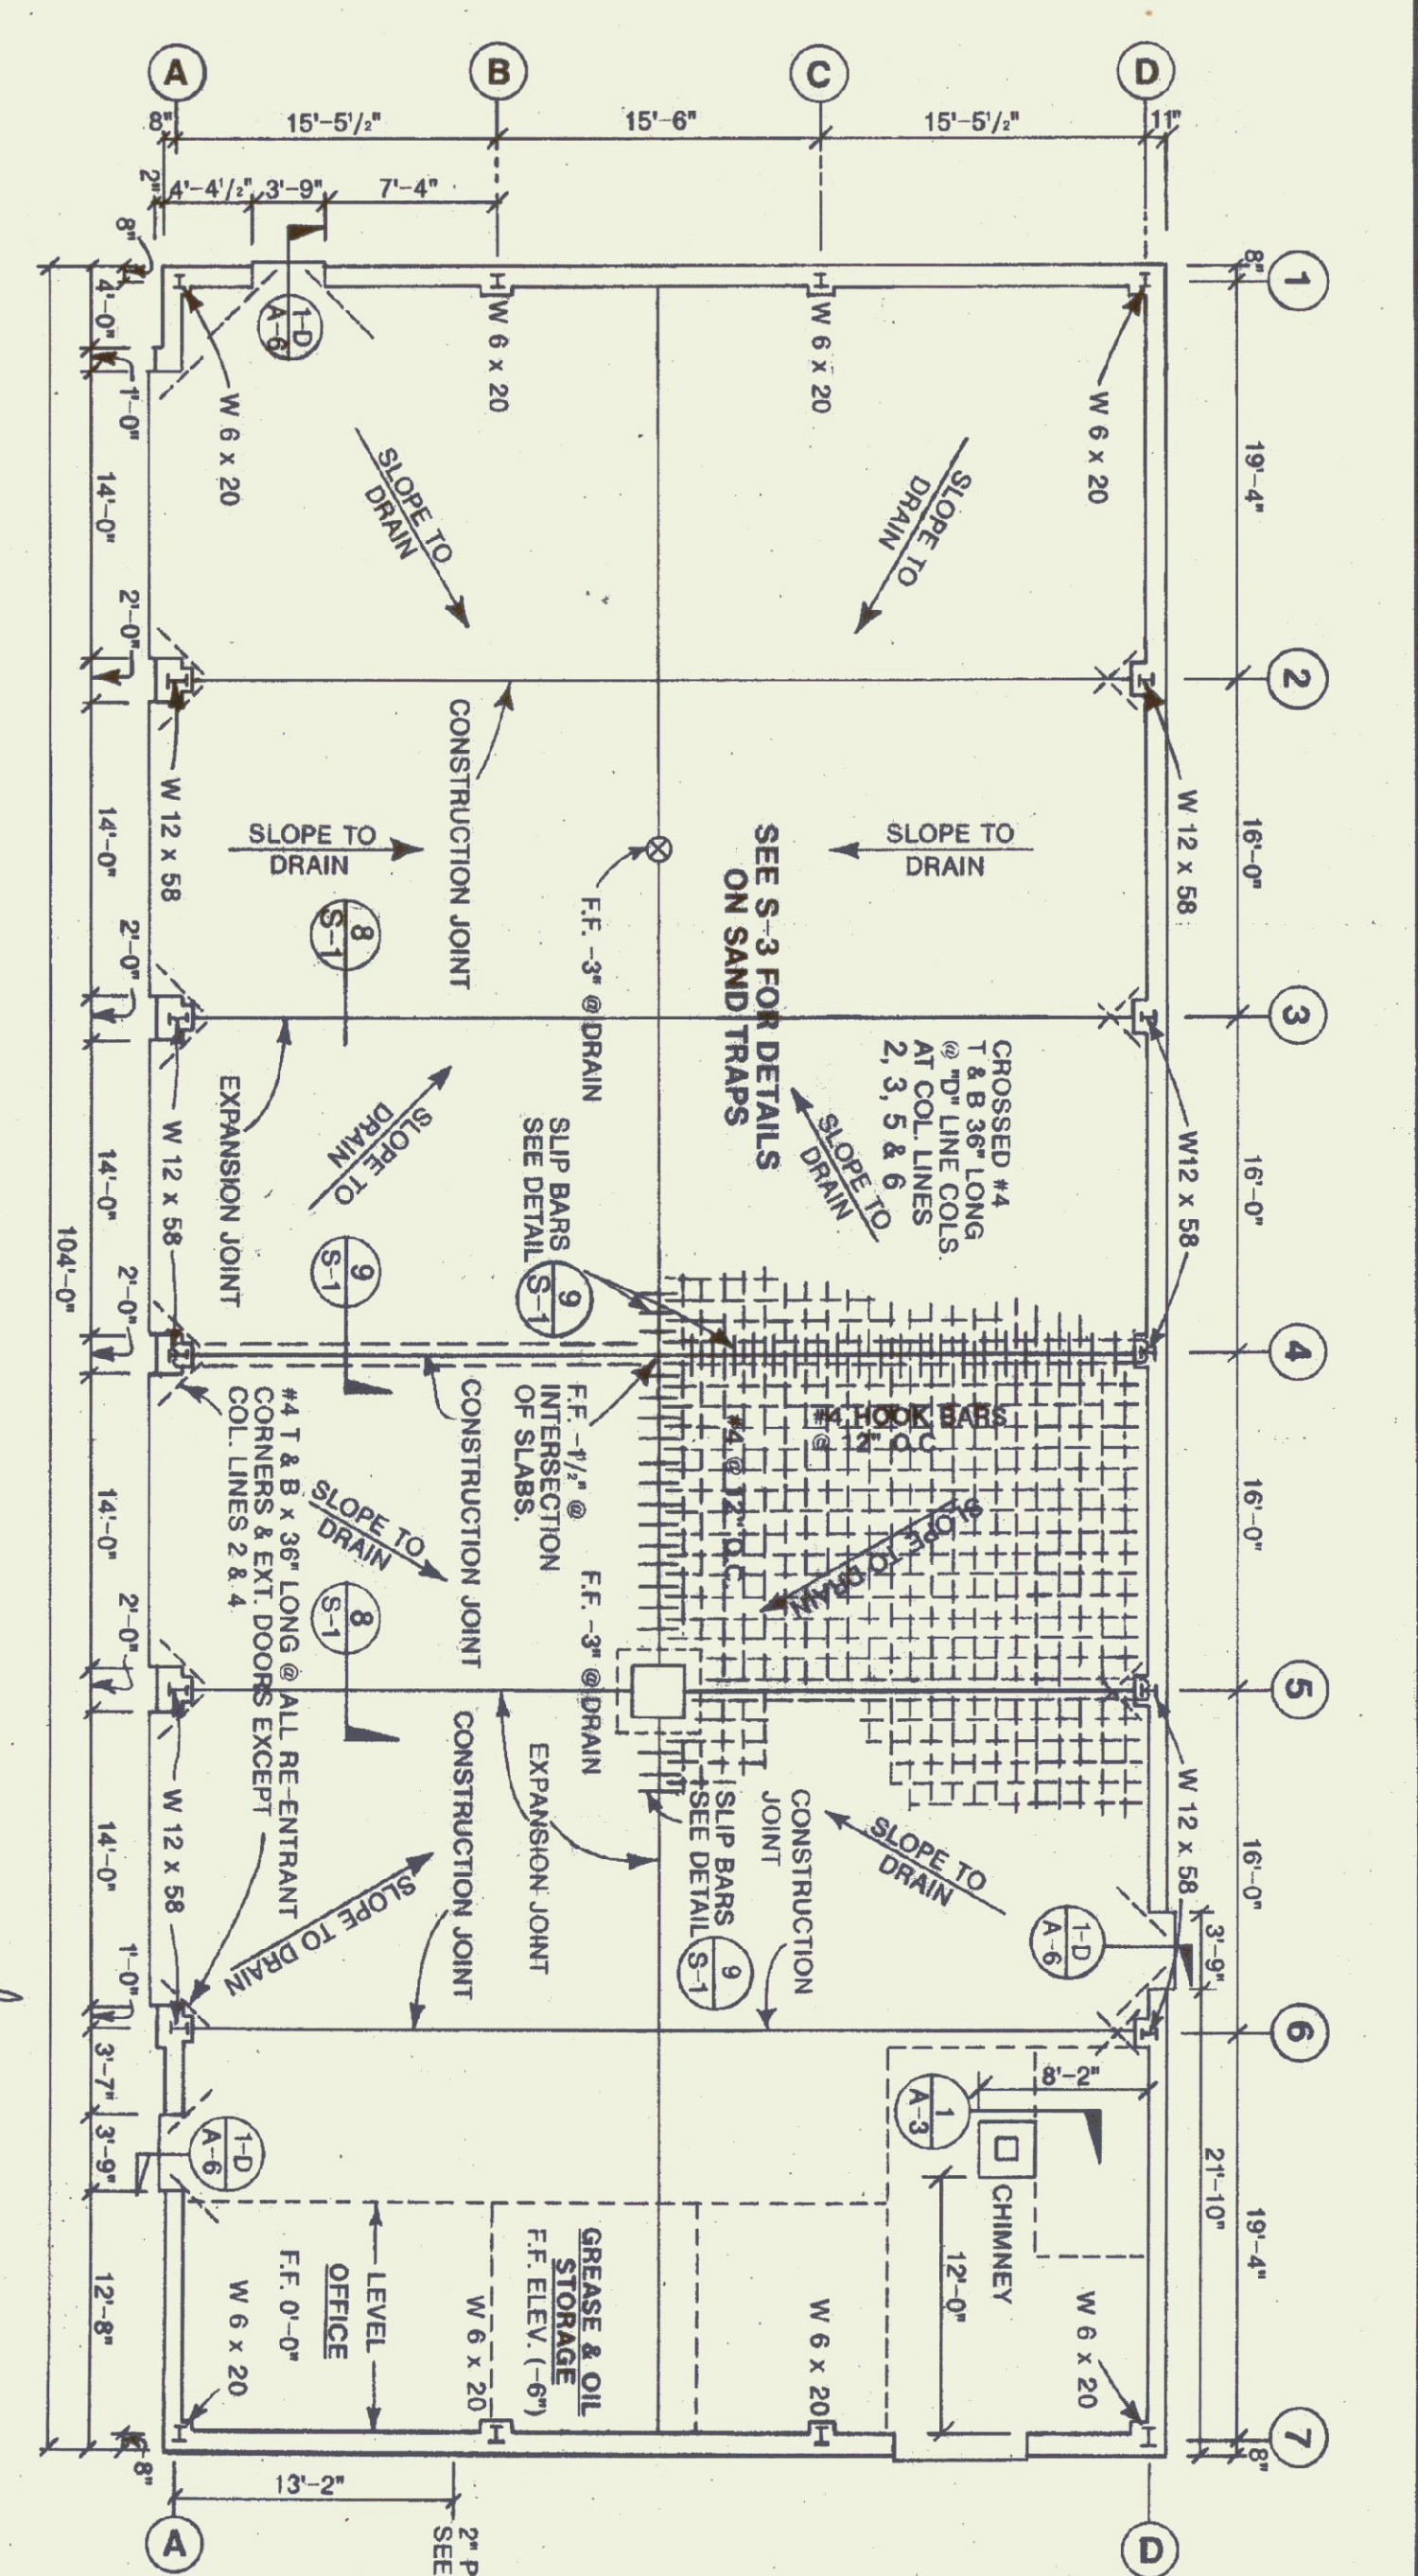 A
B
C
D
8"
15'-5½"
15'-6"
15'-5½"
11"
2"
4'-4½"
3'-9"
7'-4"
8"
8"
1
19'-4"
2
16'-0"
3
16'-0"
4
16'-0"
5
16'-0"
6
19'-4"
7
8"
3'-9"
21'-10"
4'-0"
1'-0"
14'-0"
2'-0"
14'-0"
2'-0"
14'-0"
2'-0"
14'-0"
2'-0"
14'-0"
1'-0"
3'-7"
3'-9"
12'-8"
8"
104'-0"
1-D
A-6
W 6 x 20
W 6 x 20
W 6 x 20
W 6 x 20
SLOPE TO
DRAIN
SLOPE TO
DRAIN
W 12 x 58
W 12 x 58
CONSTRUCTION JOINT
SLOPE TO
DRAIN
SLOPE TO
DRAIN
F.F. -3" @ DRAIN
8
S-1
SEE S-3 FOR DETAILS
ON SAND TRAPS
CROSSED #4
T & B 36" LONG
@ "D" LINE COLS.
AT COL. LINES
2, 3, 5 & 6
W12 x 58
W 12 x 58
EXPANSION JOINT
SLOPE TO
DRAIN
SLOPE TO
DRAIN
SLIP BARS
SEE DETAIL
9
S-1
9
S-1
#4 HOOK BARS
@ 12" O.C.
#4 @ 12" O.C.
SLOPE TO DRAIN
F.F. -1½" @
INTERSECTION
OF SLABS.
CONSTRUCTION JOINT
#4 T & B x 36" LONG @ ALL RE-ENTRANT
CORNERS & EXT. DOORS EXCEPT
COL. LINES 2 & 4
SLOPE TO
DRAIN
8
S-1
F.F. -3" @ DRAIN
EXPANSION JOINT
CONSTRUCTION JOINT
SLIP BARS
SEE DETAIL
9
S-1
CONSTRUCTION
JOINT
SLOPE TO
DRAIN
SLOPE TO DRAIN
W 12 x 58
W 12 x 58
1-D
A-6
1-D
A-6
1
A-3
8'-2"
CHIMNEY
12'-0"
GREASE & OIL
STORAGE
F.F. ELEV. (-6")
LEVEL
OFFICE
F.F. 0'-0"
W 6 x 20
W 6 x 20
W 6 x 20
W 6 x 20
13'-2"
2" P
SEE
A
D